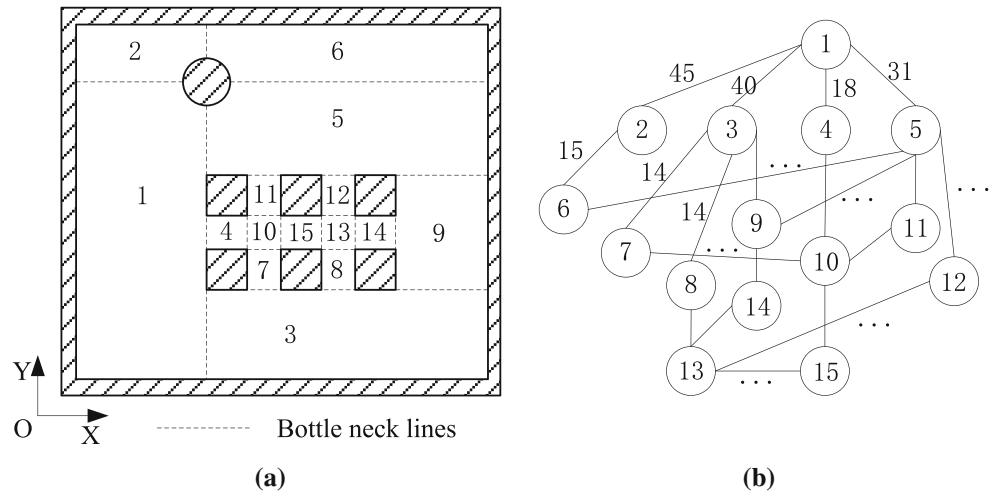 2 6
5
1 11 12
4 10 15 13 14 9
7 8
3
Y
O X
Bottle neck lines
(a)
1
45 40 18 31
2 3 4 5
15 14 ...
6 14 ... ...
9 11
7 ... 10
8 14 12
...
13 ... 15
(b)